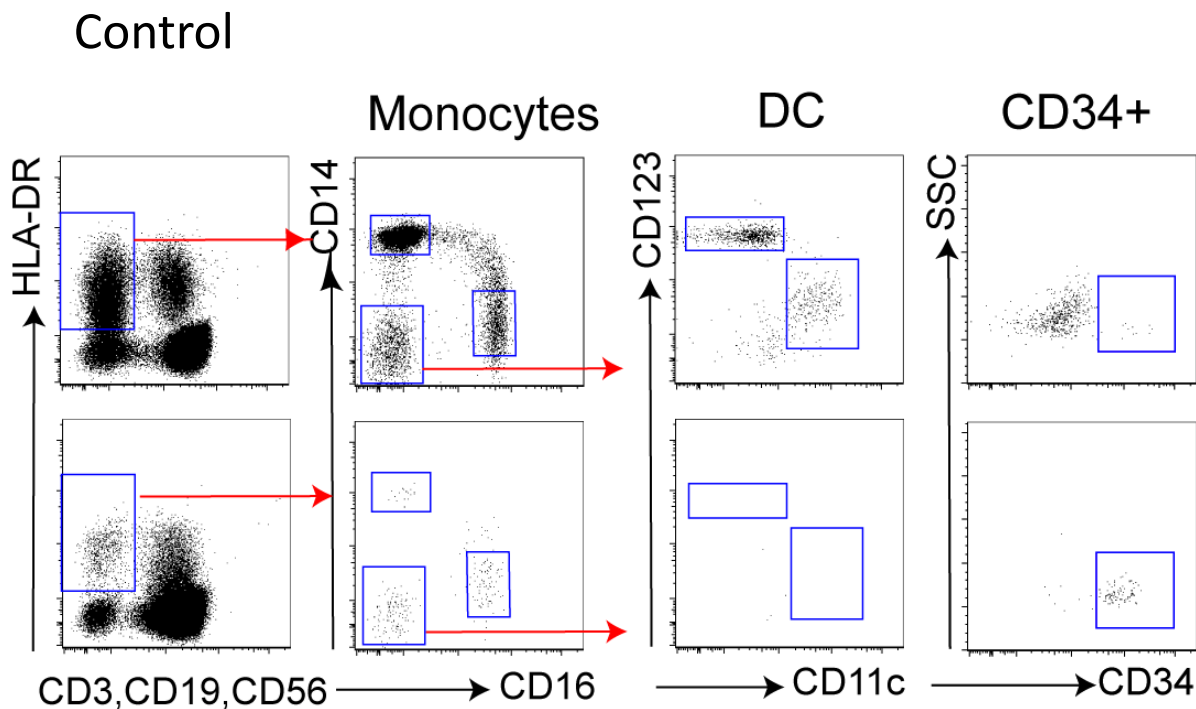 Control
Monocytes
DC
CD34+
HLA-DR
CD14
CD123
SSC
CD3,CD19,CD56
CD16
CD11c
CD34